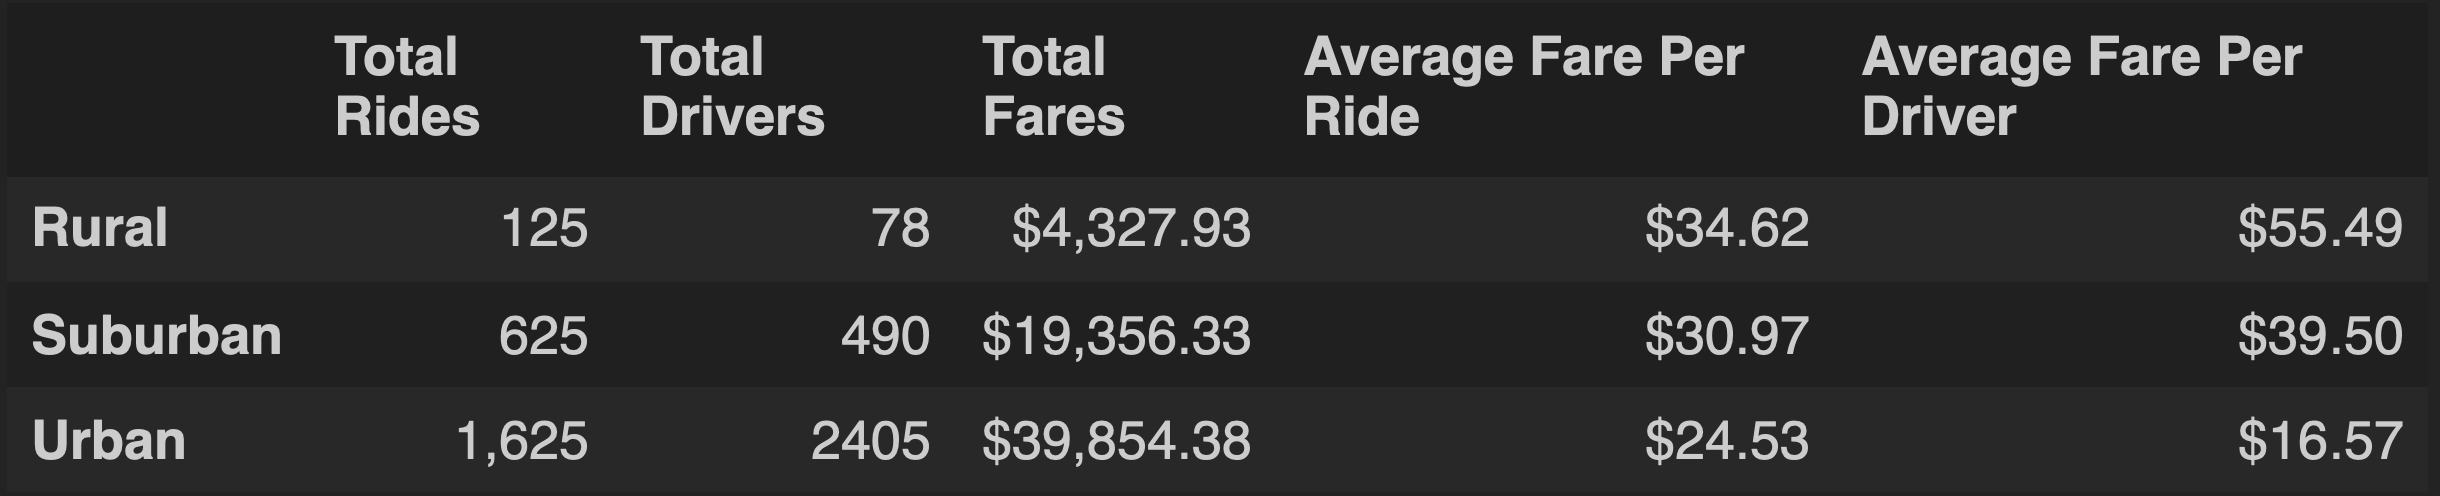 Total Rides Total Drivers Total Fares Average Fare Per Ride Average Fare Per Driver
Rural 125 78 $4,327.93 $34.62 $55.49
Suburban 625 490 $19,356.33 $30.97 $39.50
Urban 1,625 2405 $39,854.38 $24.53 $16.57